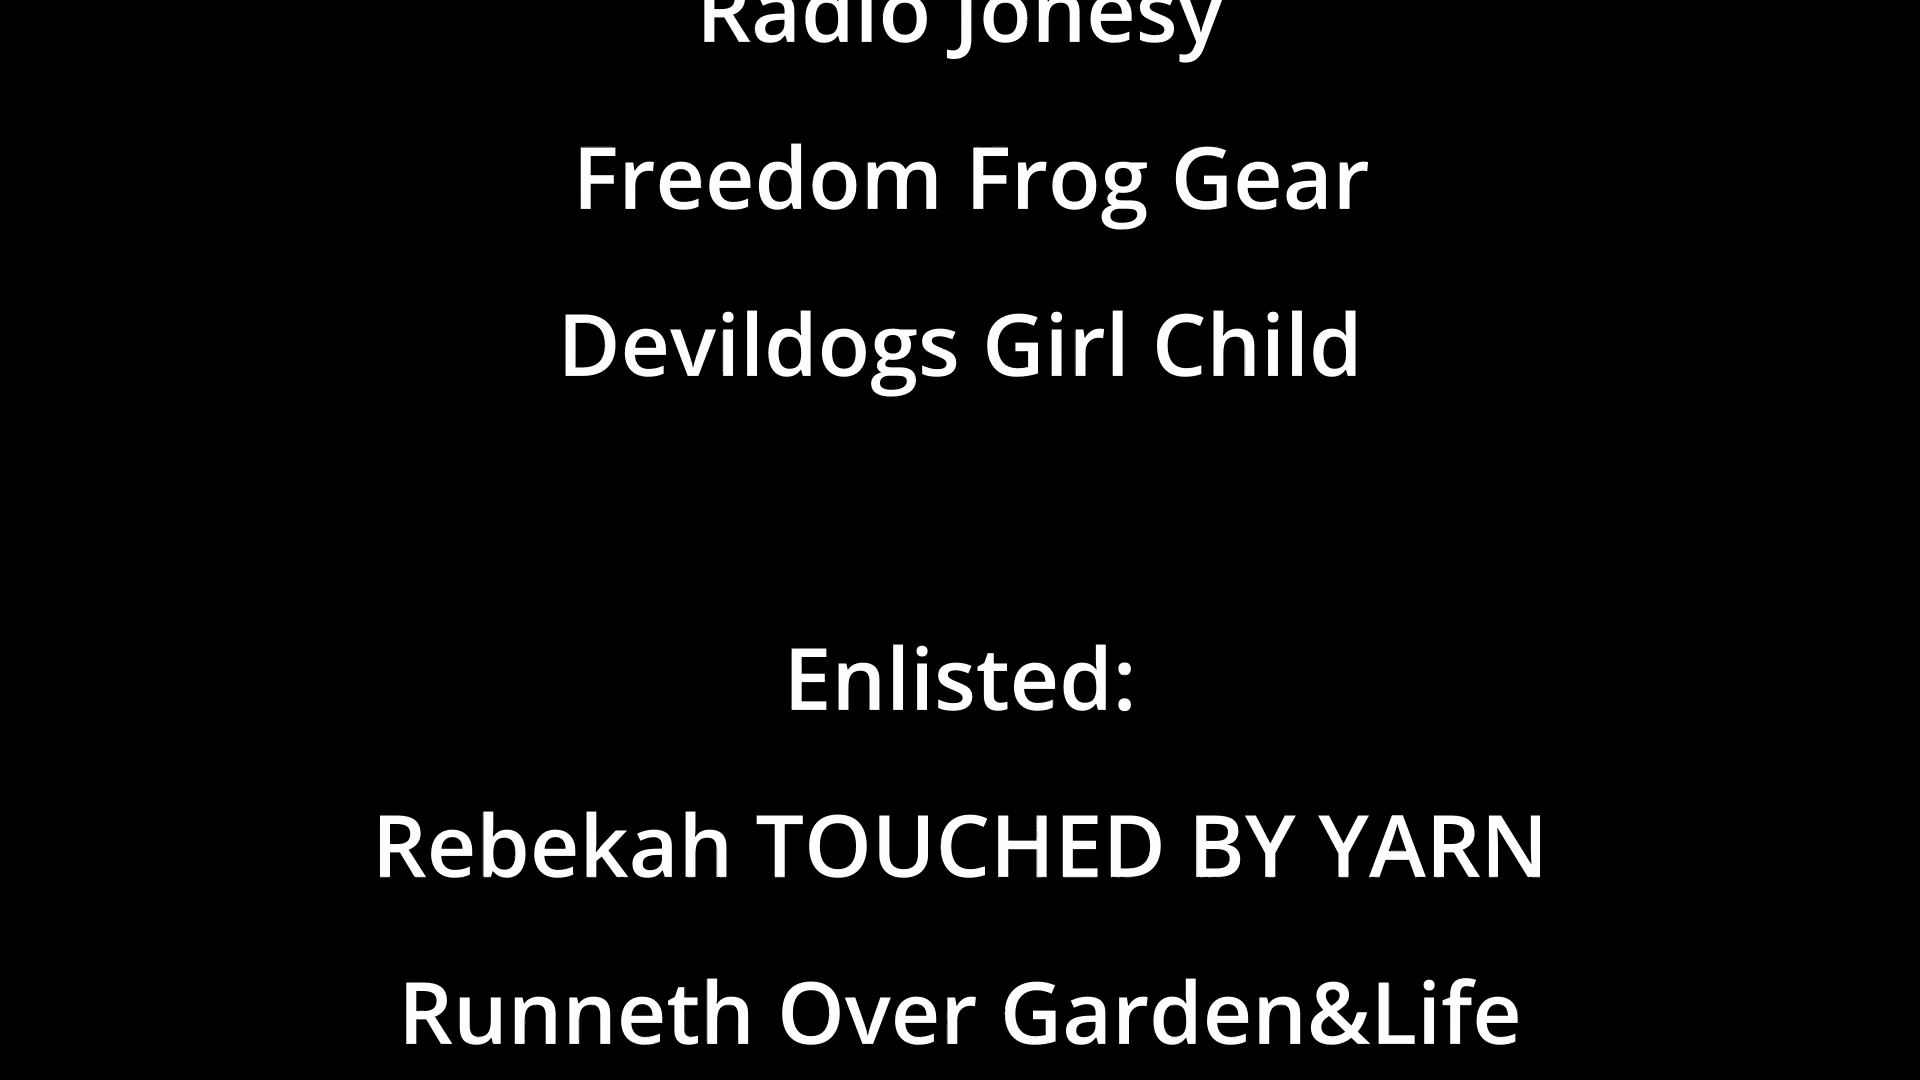 Radio Jonesy
Freedom Frog Gear
Devildogs Girl Child
Enlisted:
Rebekah TOUCHED BY YARN
Runneth Over Garden&Life